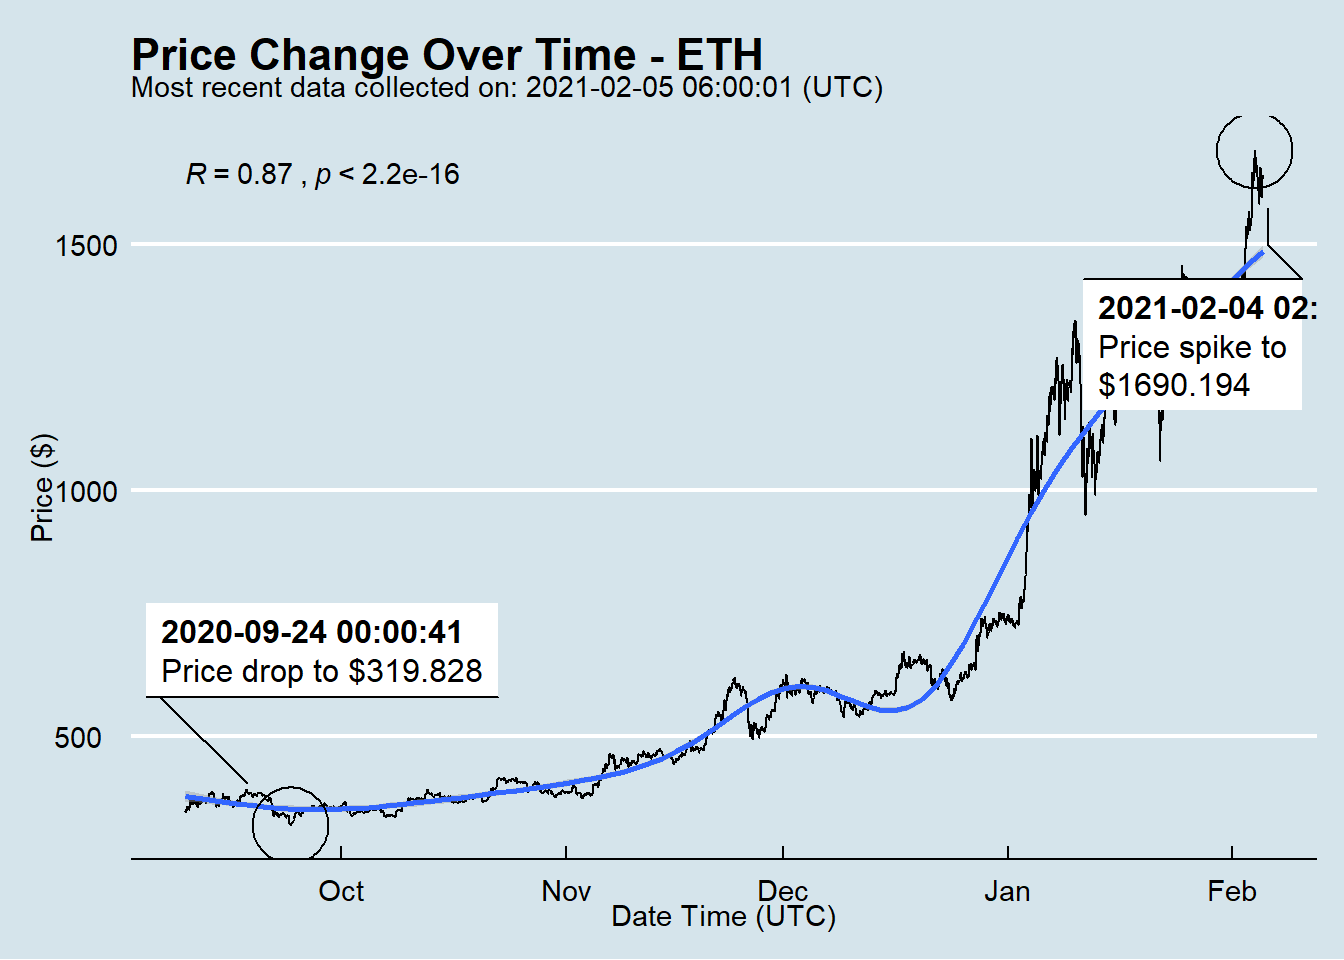 Price Change Over Time - ETH
Most recent data collected on: 2021-02-05 06:00:01 (UTC)
R = 0.87 , p < 2.2e-16
1500
2021-02-04 02:
Price spike to
$1690.194
Price ($)
1000
2020-09-24 00:00:41
Price drop to $319.828
500
Oct Nov Dec Jan Feb
Date Time (UTC)